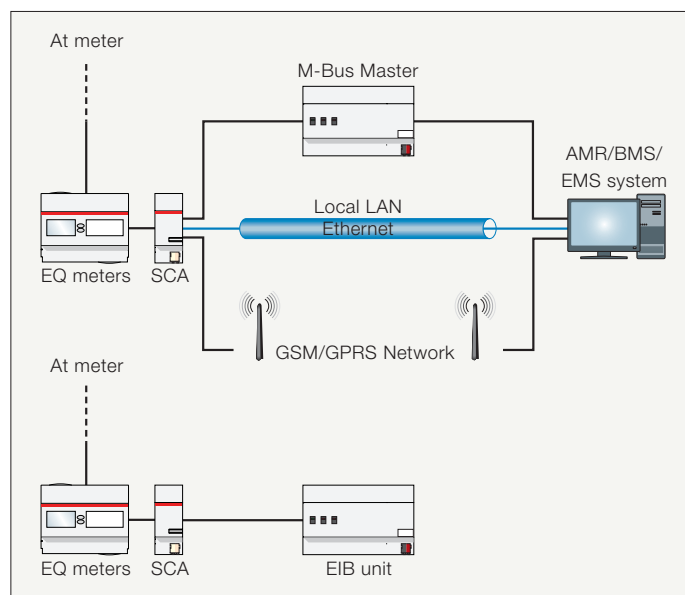 At meter
M-Bus Master
AMR/BMS/
EMS system
Local LAN
Ethernet
EQ meters
SCA
GSM/GPRS Network
At meter
EQ meters
SCA
EIB unit